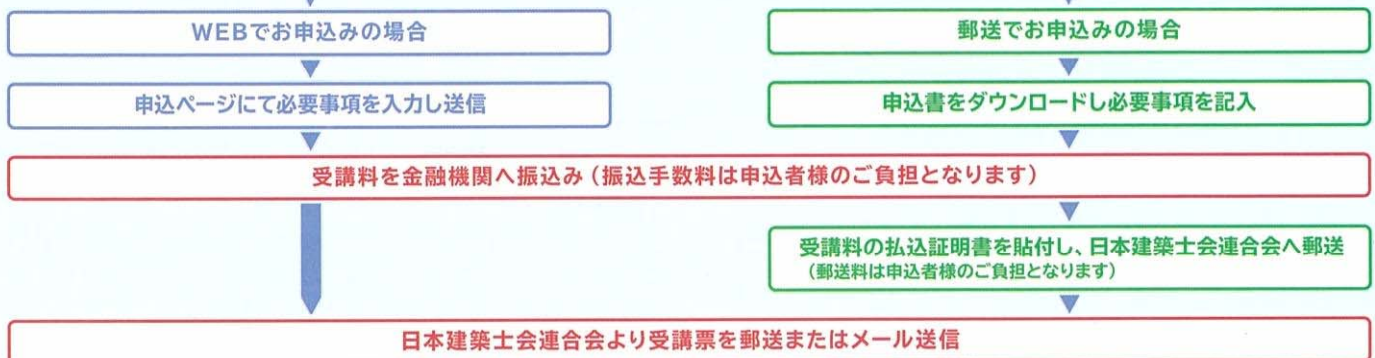 WEBでお申込みの場合
郵送でお申込みの場合
申込ページにて必要事項を入力し送信
申込書をダウンロードし必要事項を記入
受講料を金融機関へ振込み（振込手数料は申込者様のご負担となります）
受講料の払込証明書を貼付し、日本建築士会連合会へ郵送
（郵送料は申込者様のご負担となります）
日本建築士会連合会より受講票を郵送またはメール送信